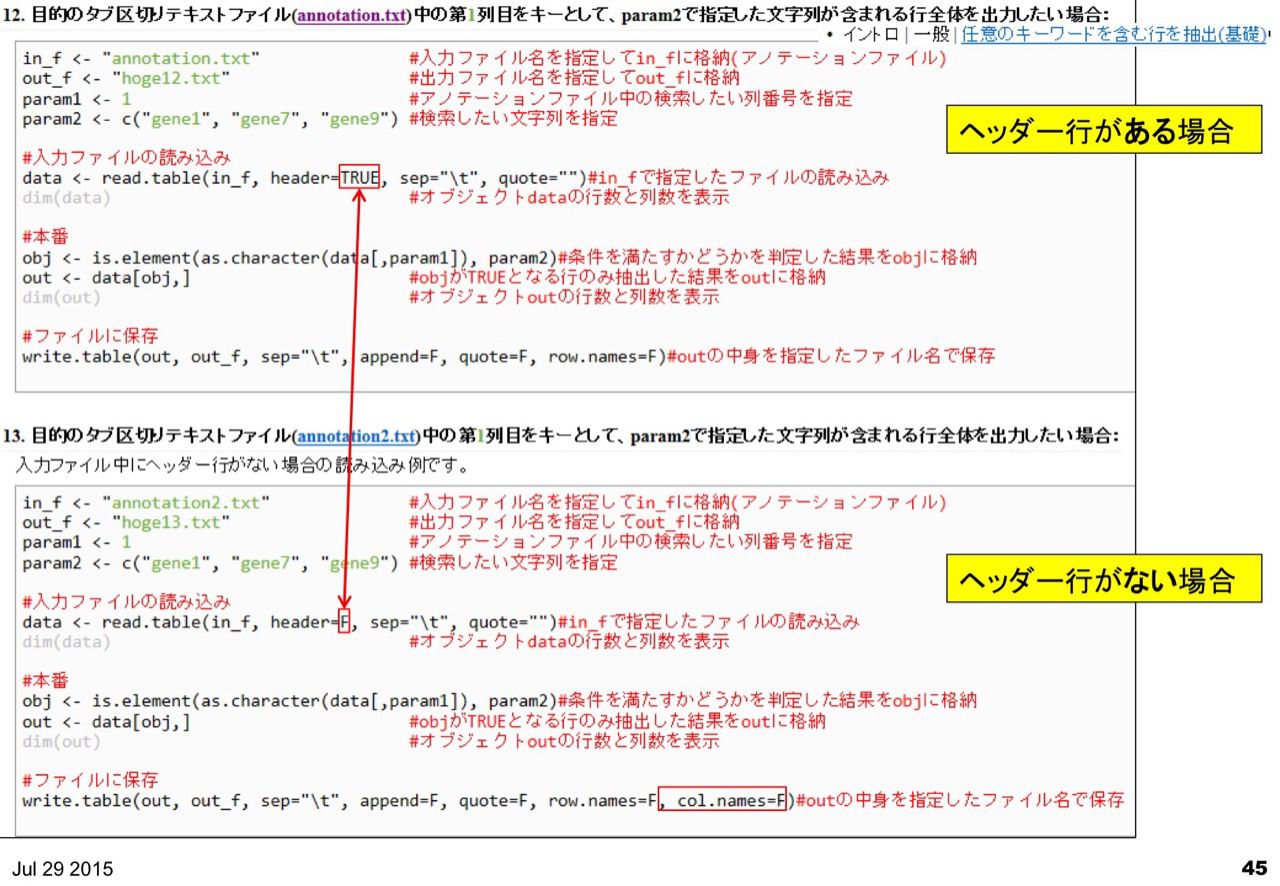 12. 目的のタブ区切りテキストファイル(annotation.txt)中の第1列目をキーとして、param2で指定した文字列が含まれる行全体を出力したい場合:
• イントロ | 一般 | 任意のキーワードを含む行を抽出(基礎)
in_f <- "annotation.txt" #入力ファイル名を指定してin_fに格納(アノテーションファイル)
out_f <- "hoge12.txt" #出力ファイル名を指定してout_fに格納
param1 <- 1 #アノテーションファイル中の検索したい列番号を指定
param2 <- c("gene1", "gene7", "gene9") #検索したい文字列を指定
ヘッダー行がある場合
#入力ファイルの読み込み
data <- read.table(in_f, header=TRUE, sep="\t", quote="")#in_fで指定したファイルの読み込み
dim(data) #オブジェクトdataの行数と列数を表示
#本番
obj <- is.element(as.character(data[,param1]), param2)#条件を満たすかどうかを判定した結果をobjに格納
out <- data[obj,] #objがTRUEとなる行のみ抽出した結果をoutに格納
dim(out) #オブジェクトoutの行数と列数を表示
#ファイルに保存
write.table(out, out_f, sep="\t", append=F, quote=F, row.names=F)#outの中身を指定したファイル名で保存
13. 目的のタブ区切りテキストファイル(annotation2.txt)中の第1列目をキーとして、param2で指定した文字列が含まれる行全体を出力したい場合:
入力ファイル中にヘッダー行がない場合の読み込み例です。
in_f <- "annotation2.txt" #入力ファイル名を指定してin_fに格納(アノテーションファイル)
out_f <- "hoge13.txt" #出力ファイル名を指定してout_fに格納
param1 <- 1 #アノテーションファイル中の検索したい列番号を指定
param2 <- c("gene1", "gene7", "gene9") #検索したい文字列を指定
ヘッダー行がない場合
#入力ファイルの読み込み
data <- read.table(in_f, header=F, sep="\t", quote="")#in_fで指定したファイルの読み込み
dim(data) #オブジェクトdataの行数と列数を表示
#本番
obj <- is.element(as.character(data[,param1]), param2)#条件を満たすかどうかを判定した結果をobjに格納
out <- data[obj,] #objがTRUEとなる行のみ抽出した結果をoutに格納
dim(out) #オブジェクトoutの行数と列数を表示
#ファイルに保存
write.table(out, out_f, sep="\t", append=F, quote=F, row.names=F, col.names=F)#outの中身を指定したファイル名で保存
Jul 29 2015
45